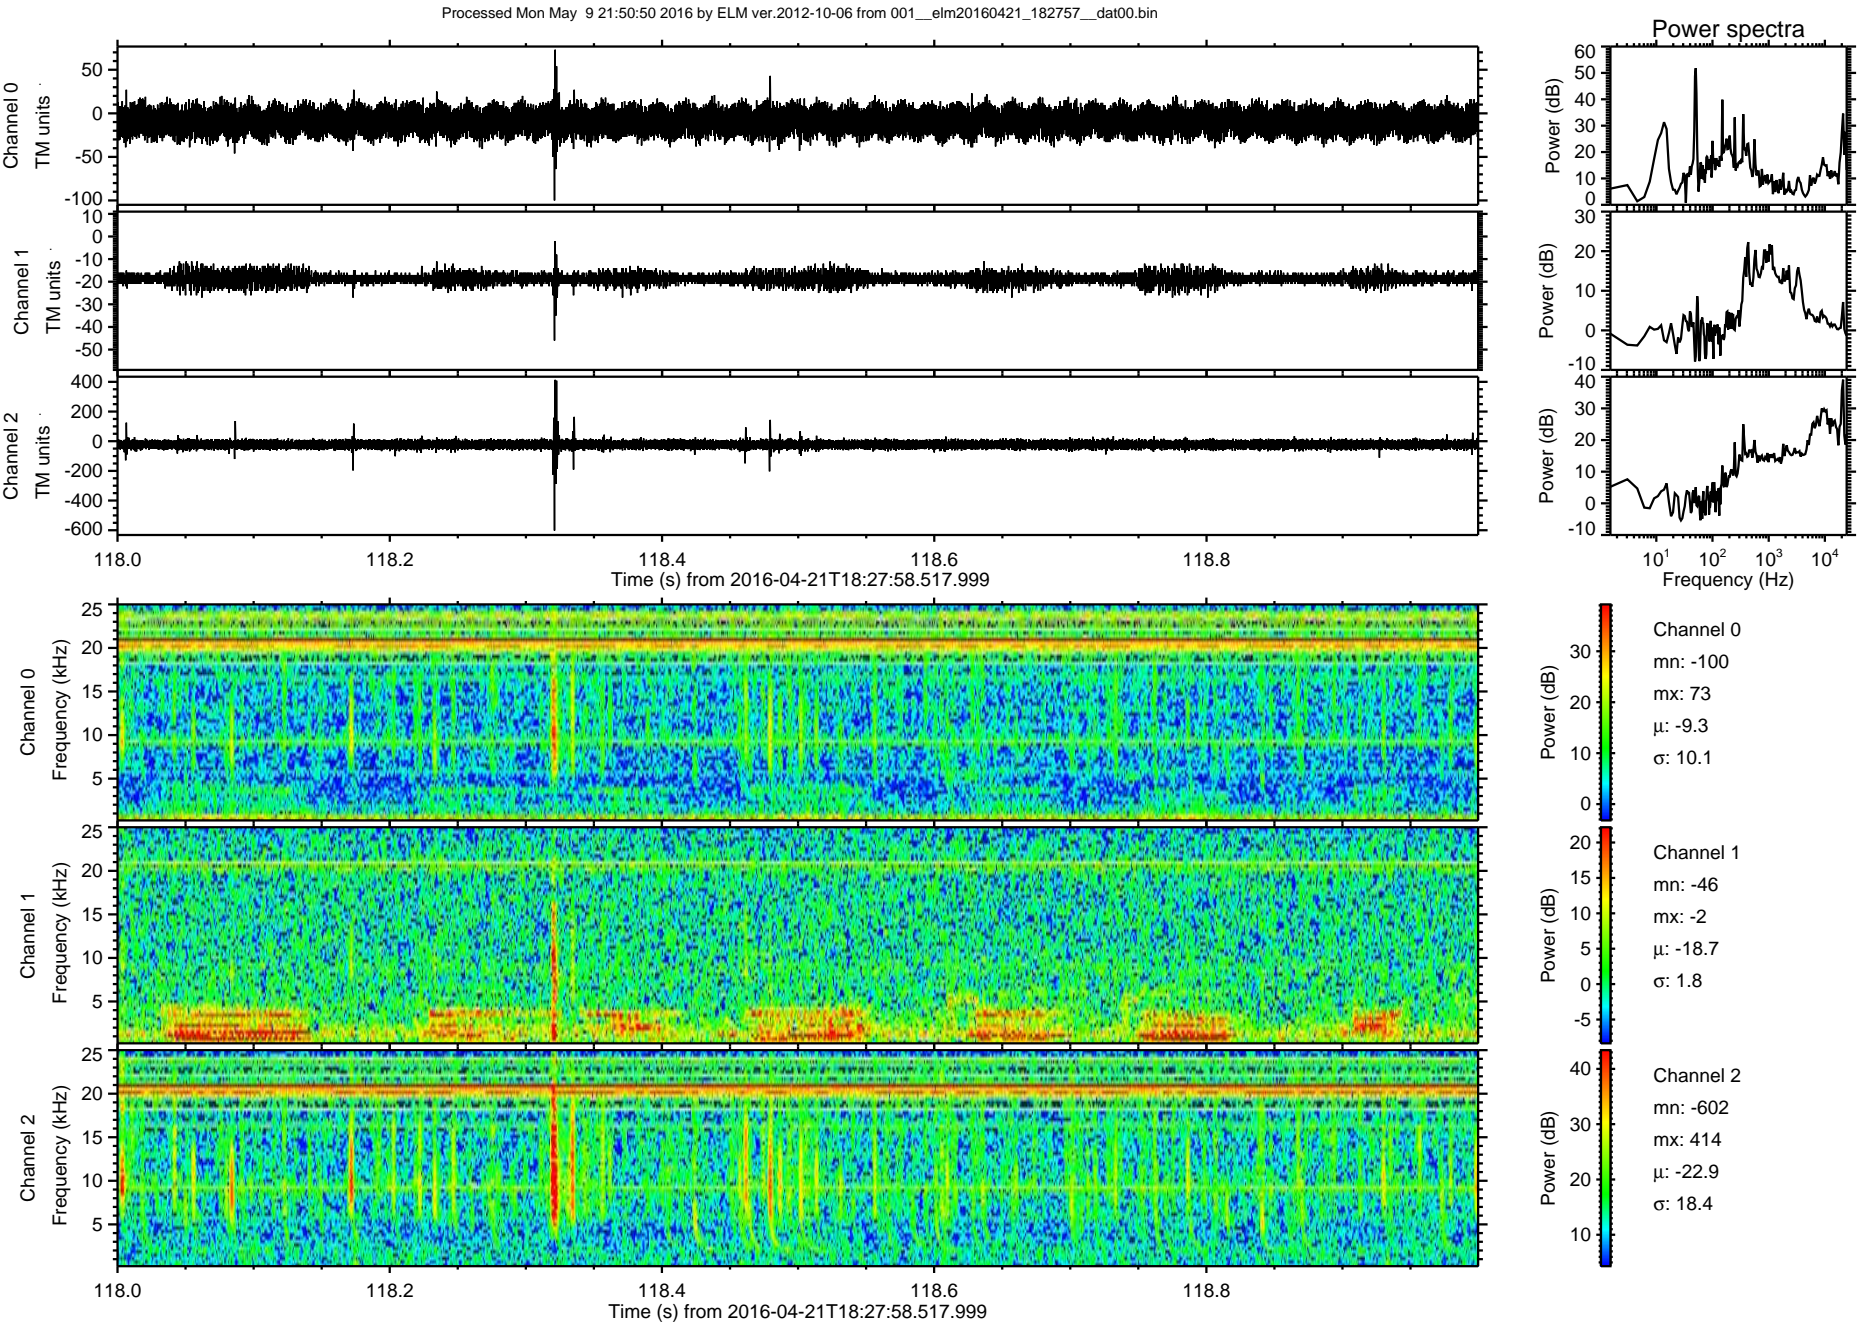 Processed Mon May  9 21:50:50 2016 by ELM ver.2012-10-06 from 001__elm20160421_182757__dat00.bin
Power spectra
Channel 0
TM units
50
0
-50
-100
Power (dB)
60
50
40
30
20
10
0
Channel 1
TM units
10
0
-10
-20
-30
-40
-50
Power (dB)
30
20
10
0
-10
Channel 2
TM units
400
200
0
-200
-400
-600
Power (dB)
40
30
20
10
0
-10
118.0 118.2 118.4 118.6 118.8
Time (s) from 2016-04-21T18:27:58.517.999
10¹ 10² 10³ 10⁴
Frequency (Hz)
Channel 0
Frequency (kHz)
25
20
15
10
5
Power (dB)
30
20
10
0
Channel 0
mn: -100
mx: 73
μ: -9.3
σ: 10.1
Channel 1
Frequency (kHz)
25
20
15
10
5
Power (dB)
20
15
10
5
0
-5
Channel 1
mn: -46
mx: -2
μ: -18.7
σ: 1.8
Channel 2
Frequency (kHz)
25
20
15
10
5
Power (dB)
40
30
20
10
Channel 2
mn: -602
mx: 414
μ: -22.9
σ: 18.4
118.0 118.2 118.4 118.6 118.8
Time (s) from 2016-04-21T18:27:58.517.999